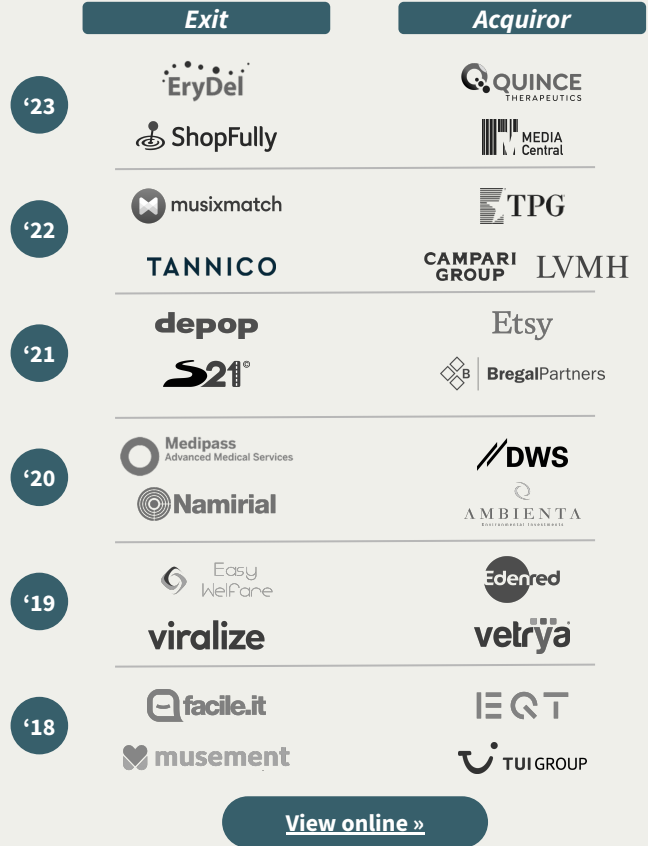 Exit Acquiror
‘23
EryDel QUINCE
THERAPEUTICS
ShopFully MEDIA
Central
‘22
musixmatch TPG
TANNICO CAMPARI
GROUP LVMH
‘21
depop Etsy
S21© B BregalPartners
‘20
Medipass
Advanced Medical Services
DWS
Namirial AMBIENTA
Environmental Investments
‘19
Easy
Welfare
Edenred
viralize vetrya
‘18
facile.it EQT
musement TUI GROUP
View online »